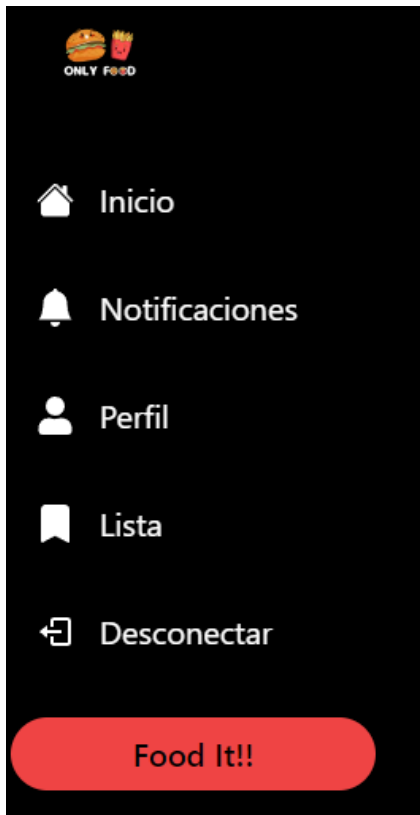 ONLY FOOD
Inicio
Notificaciones
Perfil
Lista
Desconectar
Food It!!